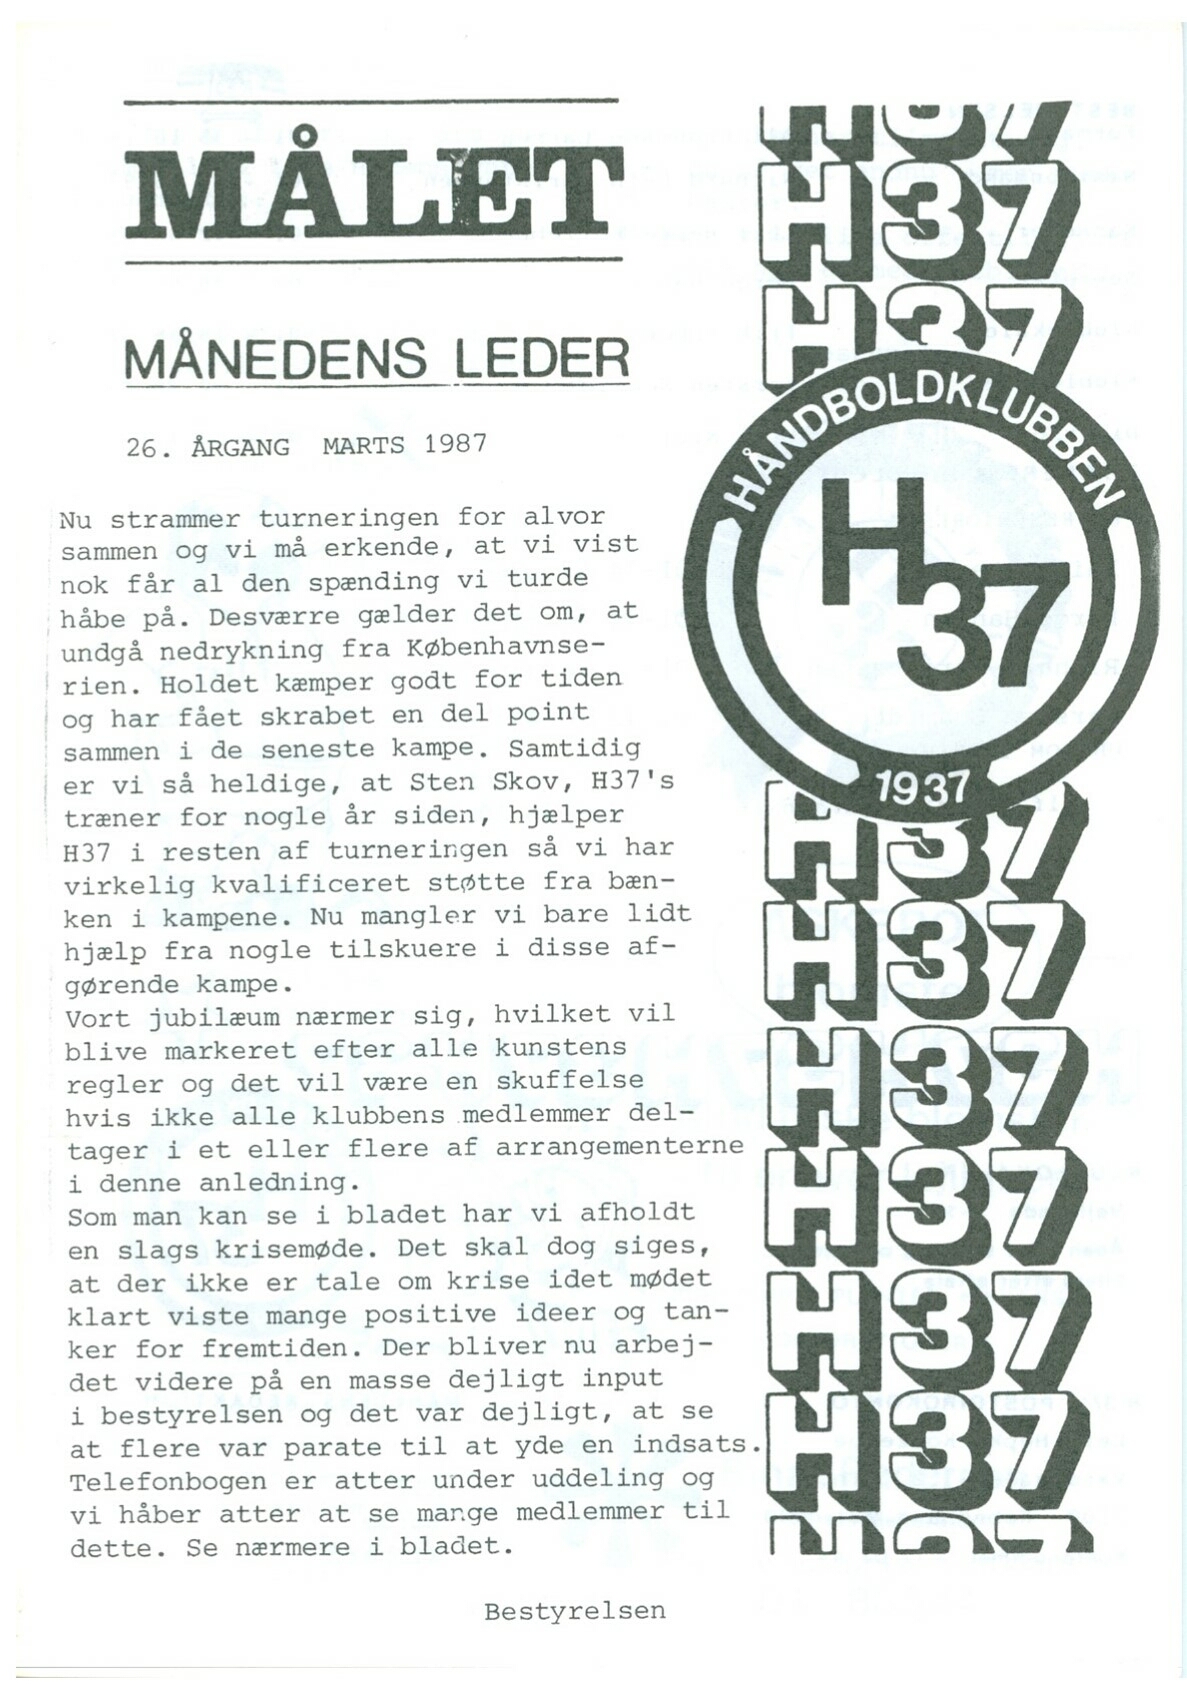 MÅLET
MÅNEDENS LEDER
26. ÅRGANG MARTS 1987
Nu strammer turneringen for alvor
sammen og vi må erkende, at vi vist
nok får al den spænding vi turde
håbe på. Desværre gælder det om, at
undgå nedrykning fra Københavnse-
rien. Holdet kæmper godt for tiden
og har fået skrabet en del point
sammen i de seneste kampe. Samtidig
er vi så heldige, at Sten Skov, H37's
træner for nogle år siden, hjælper
H37 i resten af turneringen så vi har
virkelig kvalificeret støtte fra bæn-
ken i kampene. Nu mangler vi bare lidt
hjælp fra nogle tilskuere i disse af-
gørende kampe.
Vort jubilæum nærmer sig, hvilket vil
blive markeret efter alle kunstens
regler og det vil være en skuffelse
hvis ikke alle klubbens medlemmer del-
tager i et eller flere af arrangementerne
i denne anledning.
Som man kan se i bladet har vi afholdt
en slags krisemøde. Det skal dog siges,
at der ikke er tale om krise idet mødet
klart viste mange positive ideer og tan-
ker for fremtiden. Der bliver nu arbej-
det videre på en masse dejligt input
i bestyrelsen og det var dejligt, at se
at flere var parate til at yde en indsats.
Telefonbogen er atter under uddeling og
vi håber atter at se mange medlemmer til
dette. Se nærmere i bladet.
Bestyrelsen
H37
H37
H37
HÅNDBOLDKLUBBEN
H37
1937
H37
H37
H37
H37
H37
H37
H37